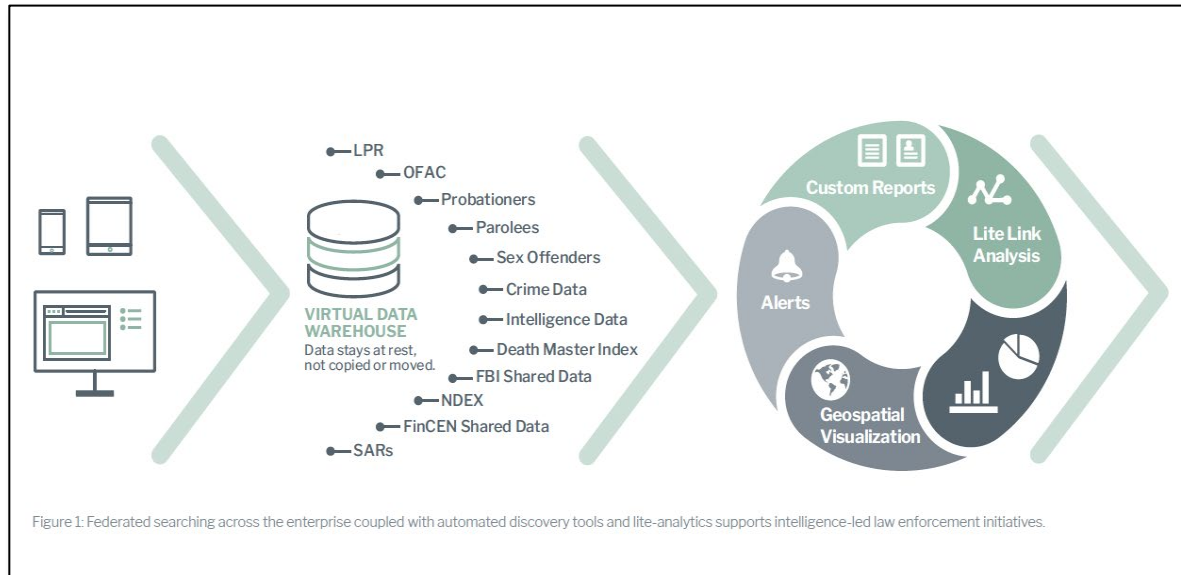 LPR
OFAC
Probationers
Parolees
Sex Offenders
Crime Data
Intelligence Data
Death Master Index
FBI Shared Data
NDEX
FinCEN Shared Data
SARs
VIRTUAL DATA
WAREHOUSE
Data stays at rest,
not copied or moved.
Custom Reports
Lite Link
Analysis
Alerts
Geospatial
Visualization
Figure 1: Federated searching across the enterprise coupled with automated discovery tools and lite-analytics supports intelligence-led law enforcement initiatives.